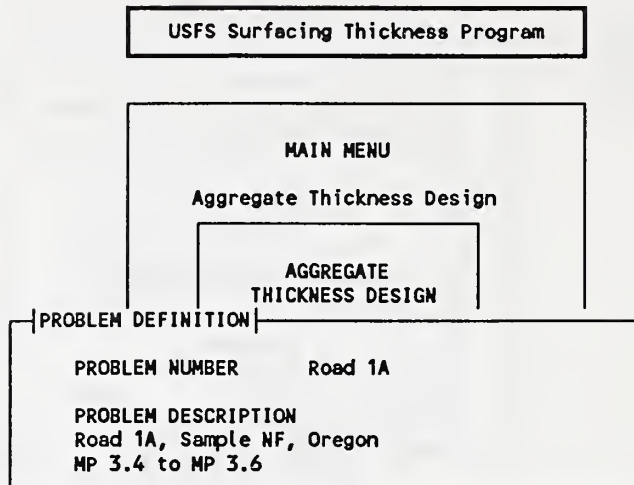 USFS Surfacing Thickness Program
MAIN MENU
Aggregate Thickness Design
AGGREGATE
THICKNESS DESIGN
PROBLEM DEFINITION
PROBLEM NUMBER Road 1A
PROBLEM DESCRIPTION
Road 1A, Sample NF, Oregon
MP 3.4 to MP 3.6